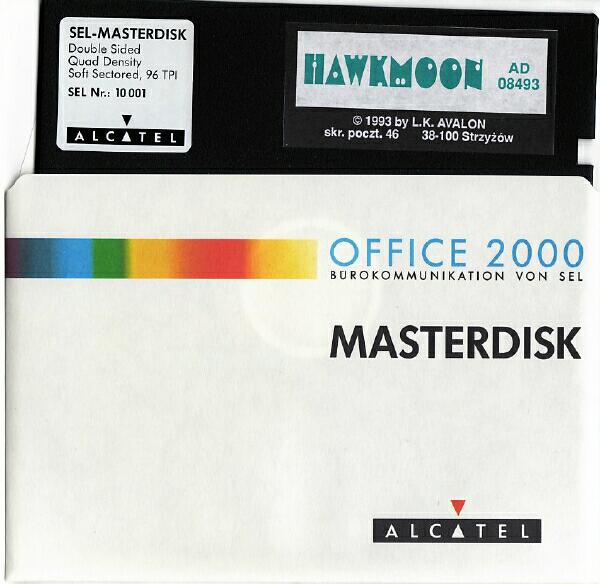 SEL-MASTERDISK
Double Sided
Quad Density
Soft Sectored, 96 TPI
SEL Nr.: 10 001
ALCATEL
HAWKMOON
AD
08493
© 1993 by L.K. AVALON
skr. poczt. 46 38-100 Strzyżów
OFFICE 2000
BÜROKOMMUNIKATION VON SEL
MASTERDISK
ALCATEL